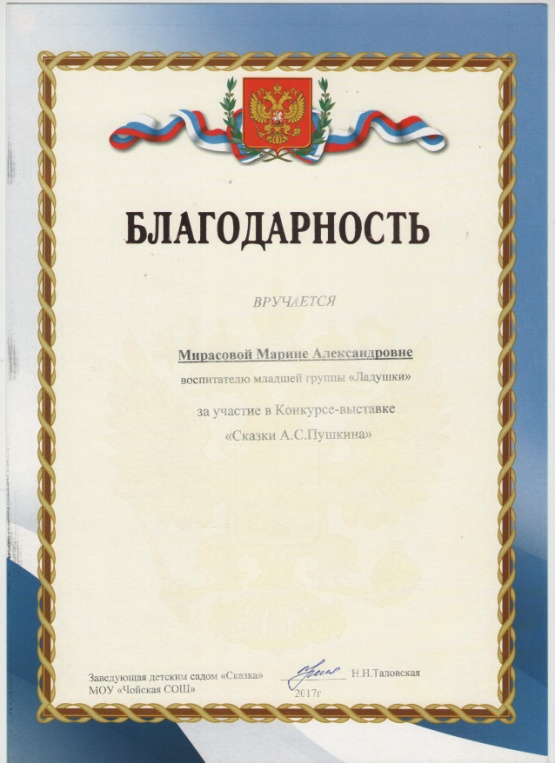 БЛАГОДАРНОСТЬ
ВРУЧАЕТСЯ
Мирасовой Марине Александровне
воспитателю младшей группы «Ладушки»
за участие в Конкурсе-выставке
«Сказки А.С.Пушкина»
Заведующая детским садом «Сказка» Н.Н.Таловская
МОУ «Чойская СОШ» 2017г